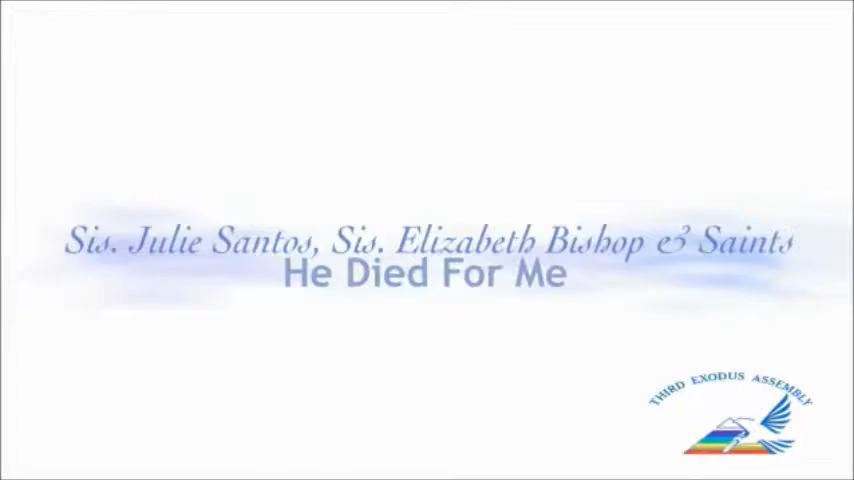 Sis. Julie Santos, Sis. Elizabeth Bishop & Saints
He Died For Me
THIRD EXODUS ASSEMBLY